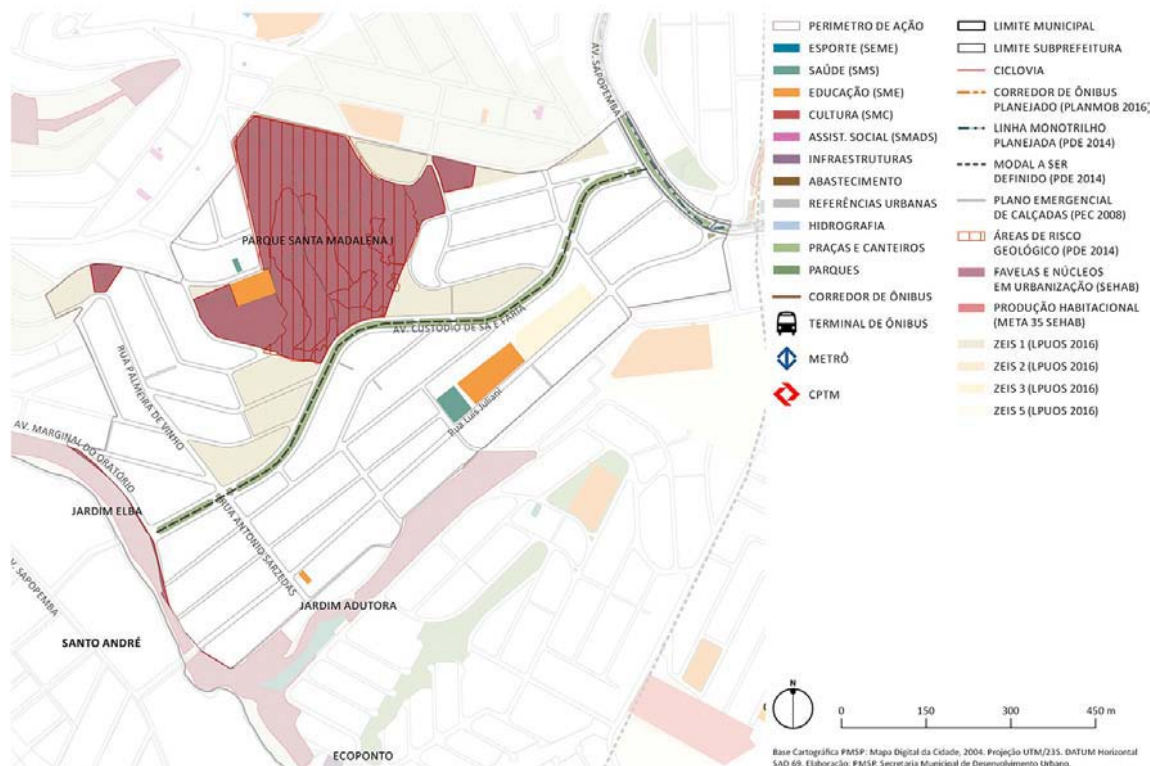 AV. SAPOPEMBA
PARQUE SANTA MADALENA I
AV. CUSTÓDIO DE SÁ E FARIA
RUA PALMEIRA DE VINHO
Rua Luis Juliani
AV. MARGINAL DO ORATÓRIO
JARDIM ELBA
RUA ANTONIO SARZEDAS
JARDIM ADUTORA
V. SAPOPEMBA
SANTO ANDRÉ
ECOPONTO
PERÍMETRO DE AÇÃO
ESPORTE (SEME)
SAÚDE (SMS)
EDUCAÇÃO (SME)
CULTURA (SMC)
ASSIST. SOCIAL (SMADS)
INFRAESTRUTURAS
ABASTECIMENTO
REFERÊNCIAS URBANAS
HIDROGRAFIA
PRAÇAS E CANTEIROS
PARQUES
CORREDOR DE ÔNIBUS
TERMINAL DE ÔNIBUS
METRÔ
CPTM
LIMITE MUNICIPAL
LIMITE SUBPREFEITURA
CICLOVIA
CORREDOR DE ÔNIBUS
PLANEJADO (PLANMOB 2016)
LINHA MONOTRILHO
PLANEJADA (PDE 2014)
MODAL A SER
DEFINIDO (PDE 2014)
PLANO EMERGENCIAL
DE CALÇADAS (PEC 2008)
ÁREAS DE RISCO
GEOLÓGICO (PDE 2014)
FAVELAS E NÚCLEOS
EM URBANIZAÇÃO (SEHAB)
PRODUÇÃO HABITACIONAL
(META 35 SEHAB)
ZEIS 1 (LPUOS 2016)
ZEIS 2 (LPUOS 2016)
ZEIS 3 (LPUOS 2016)
ZEIS 5 (LPUOS 2016)
N
0 150 300 450 m
Base Cartográfica PMSP: Mapa Digital da Cidade, 2004. Projeção UTM/23S. DATUM Horizontal
SAD 69. Elaboração: PMSP. Secretaria Municipal de Desenvolvimento Urbano.